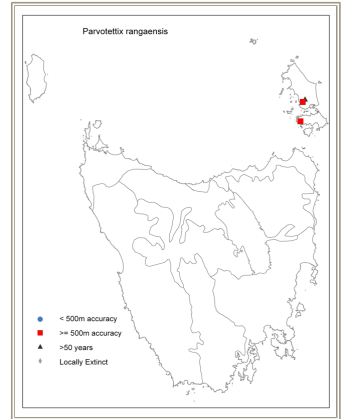 Parvotettix rangaensis
< 500m accuracy
>= 500m accuracy
>50 years
Locally Extinct